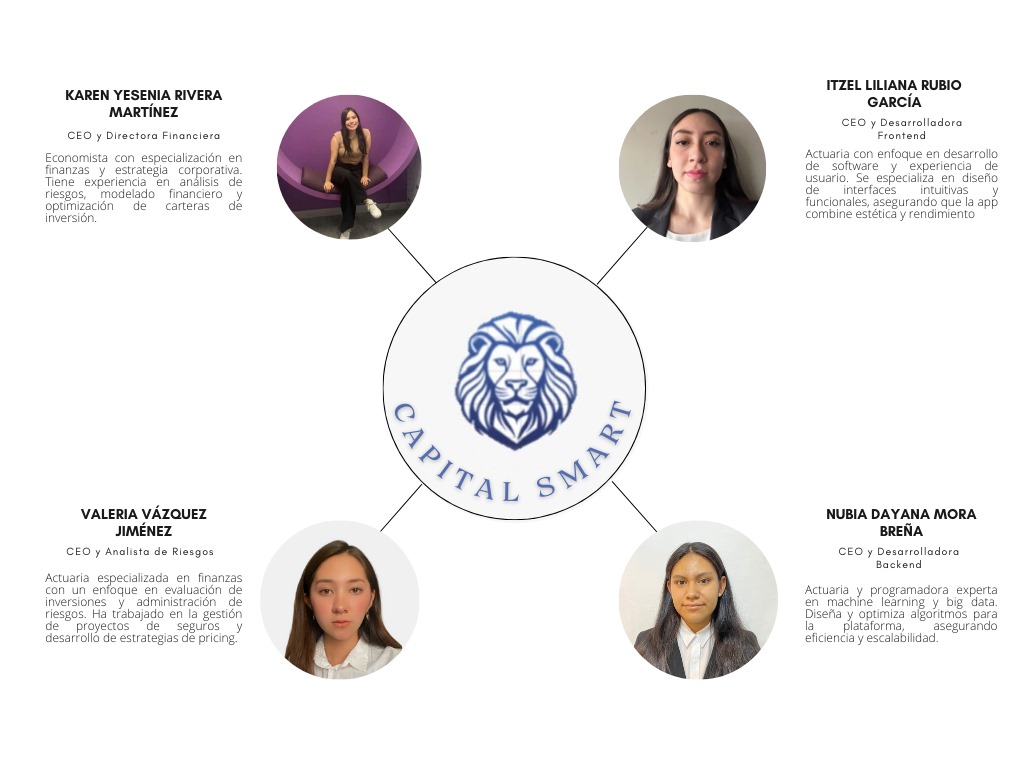 KAREN YESENIA RIVERA
MARTÍNEZ
CEO y Directora Financiera
Economista con especialización en
finanzas y estrategia corporativa.
Tiene experiencia en análisis de
riesgos, modelado financiero y
optimización de carteras de
inversión.
ITZEL LILIANA RUBIO
GARCÍA
CEO y Desarrolladora
Frontend
Actuaria con enfoque en desarrollo
de software y experiencia de
usuario. Se especializa en diseño
de interfaces intuitivas y
funcionales, asegurando que la app
combine estética y rendimiento
CAPITAL SMART
VALERIA VÁZQUEZ
JIMÉNEZ
CEO y Analista de Riesgos
Actuaria especializada en finanzas
con un enfoque en evaluación de
inversiones y administración de
riesgos. Ha trabajado en la gestión
de proyectos de seguros y
desarrollo de estrategias de pricing.
NUBIA DAYANA MORA
BREÑA
CEO y Desarrolladora
Backend
Actuaria y programadora experta
en machine learning y big data.
Diseña y optimiza algoritmos para
la plataforma, asegurando
eficiencia y escalabilidad.